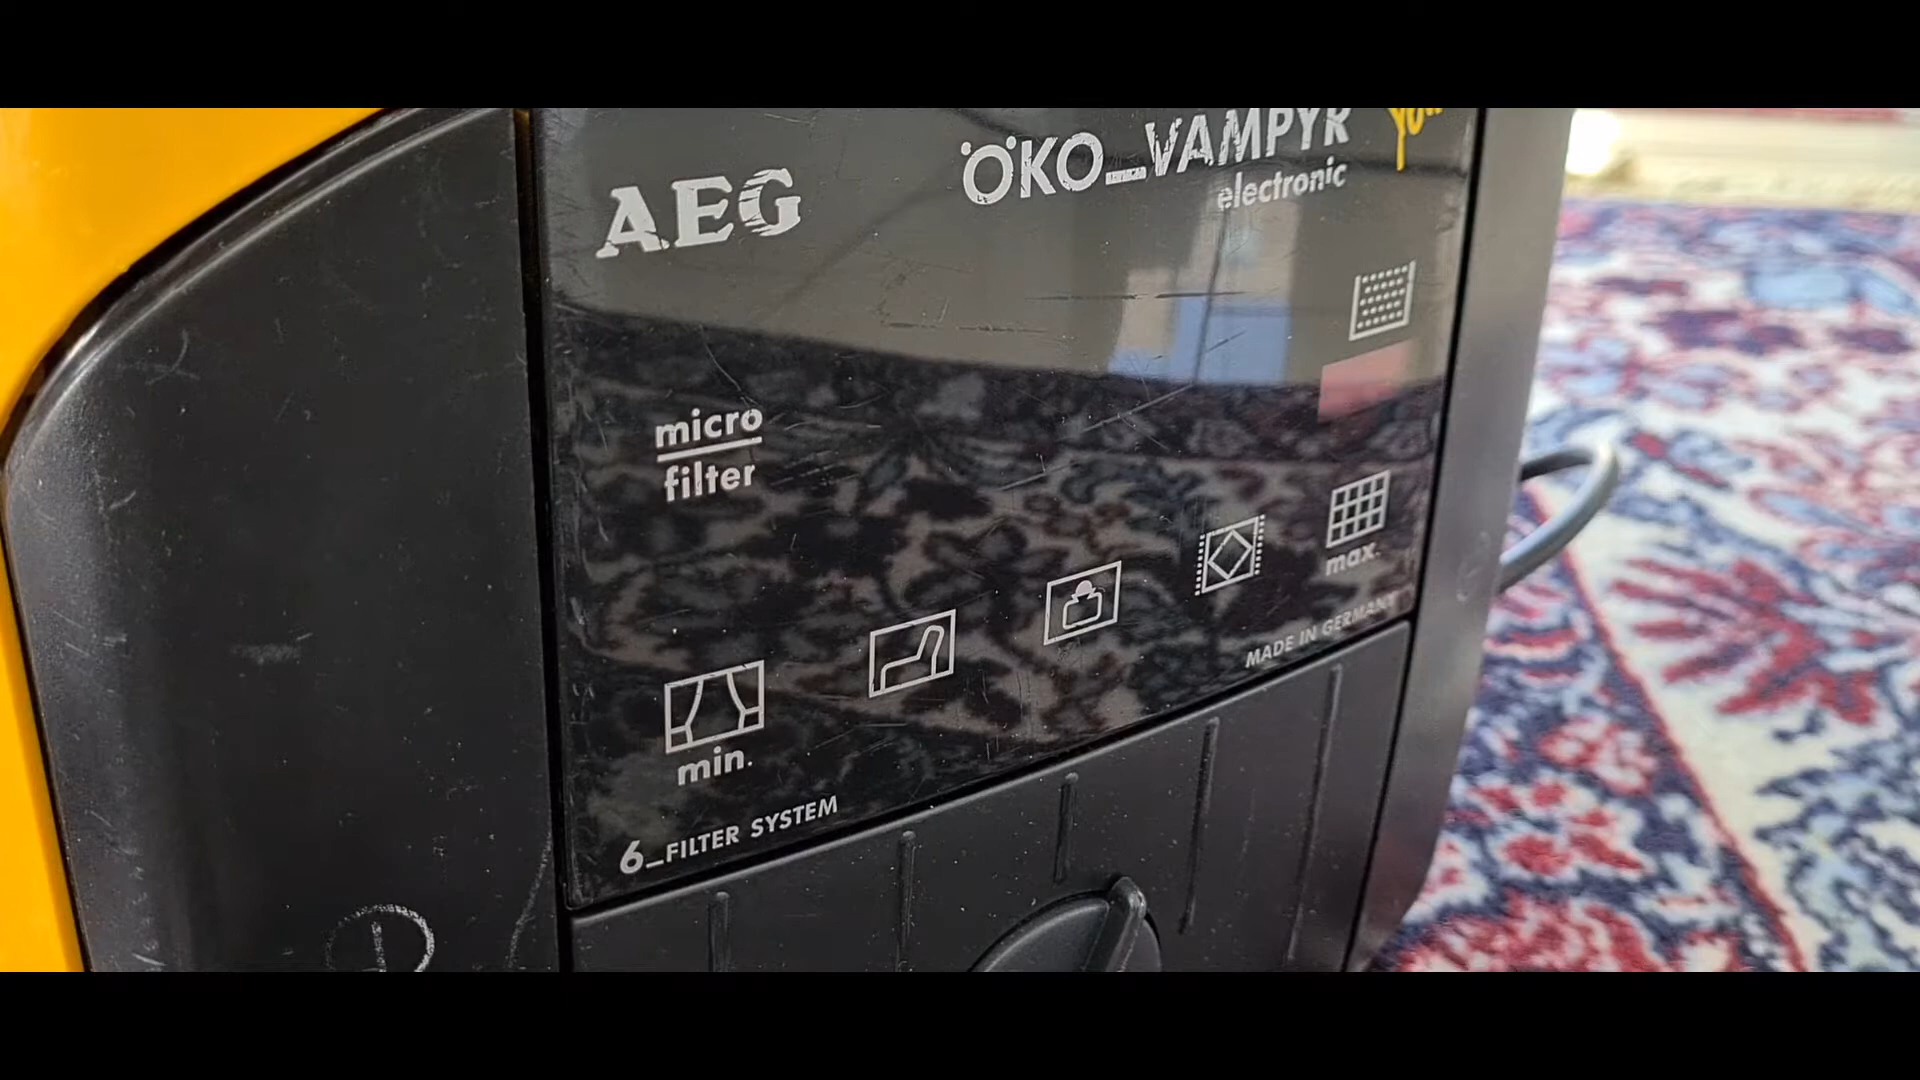 ÖKO_VAMPYR
electronic
AEG
micro
filter
max.
min.
MADE IN GERMANY
6_FILTER SYSTEM